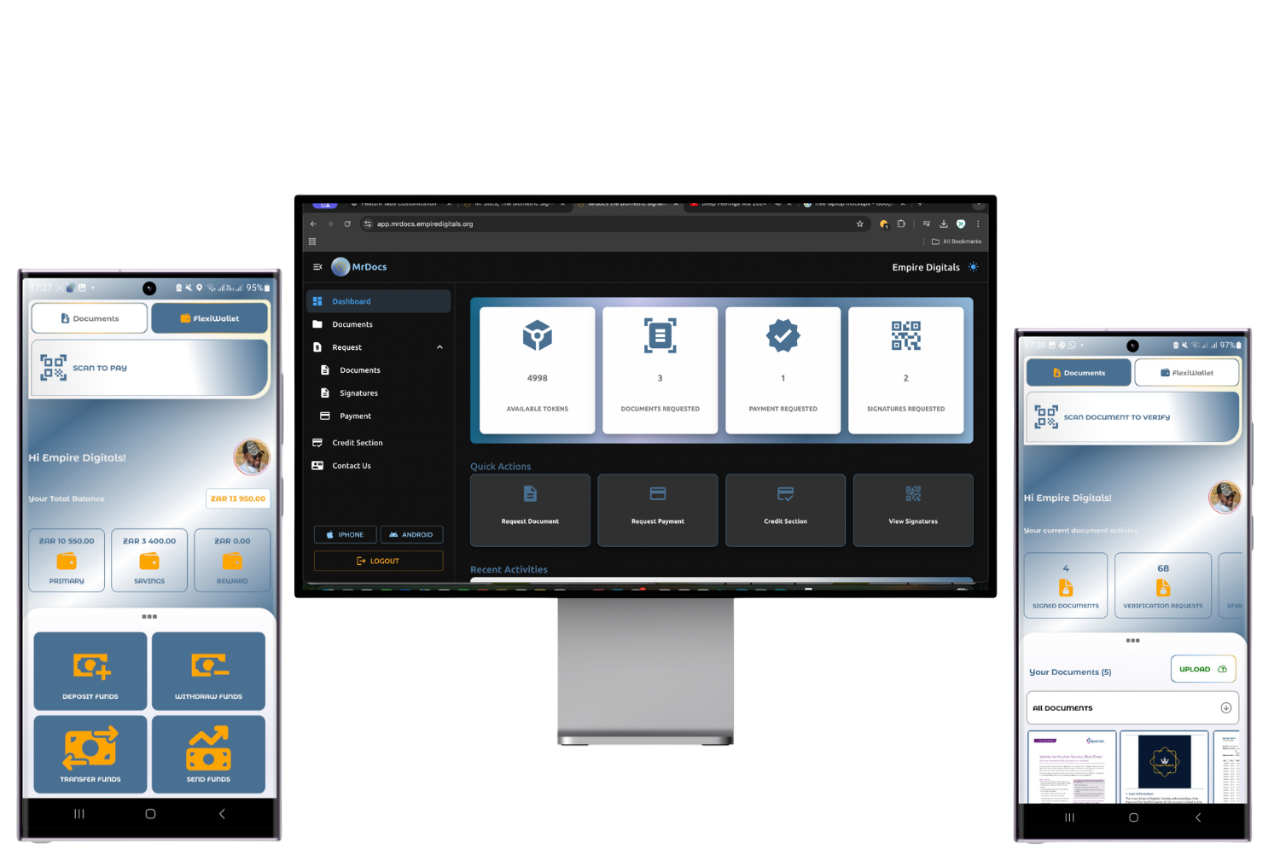 17:27
95%
Documents
FlexiWallet
SCAN TO PAY
Hi Empire Digitals!
Your Total Balance
ZAR 13 950.00
ZAR 10 550.00
PRIMARY
ZAR 3 400.00
SAVINGS
ZAR 0.00
REWARD
DEPOSIT FUNDS
WITHDRAW FUNDS
TRANSFER FUNDS
SEND FUNDS
app.mrdocs.empiredigitals.org
All Bookmarks
MrDocs
Empire Digitals
Dashboard
Documents
Request
Documents
Signatures
Payment
Credit Section
Contact Us
IPHONE
ANDROID
LOGOUT
4998
AVAILABLE TOKENS
3
DOCUMENTS REQUESTED
1
PAYMENT REQUESTED
2
SIGNATURES REQUESTED
Quick Actions
Request Document
Request Payment
Credit Section
View Signatures
Recent Activities
97%
Documents
FlexiWallet
SCAN DOCUMENT TO VERIFY
Hi Empire Digitals!
Your current document activies
4
SIGNED DOCUMENTS
68
VERIFICATION REQUESTS
Your Documents (5)
UPLOAD
All DOCUMENTS